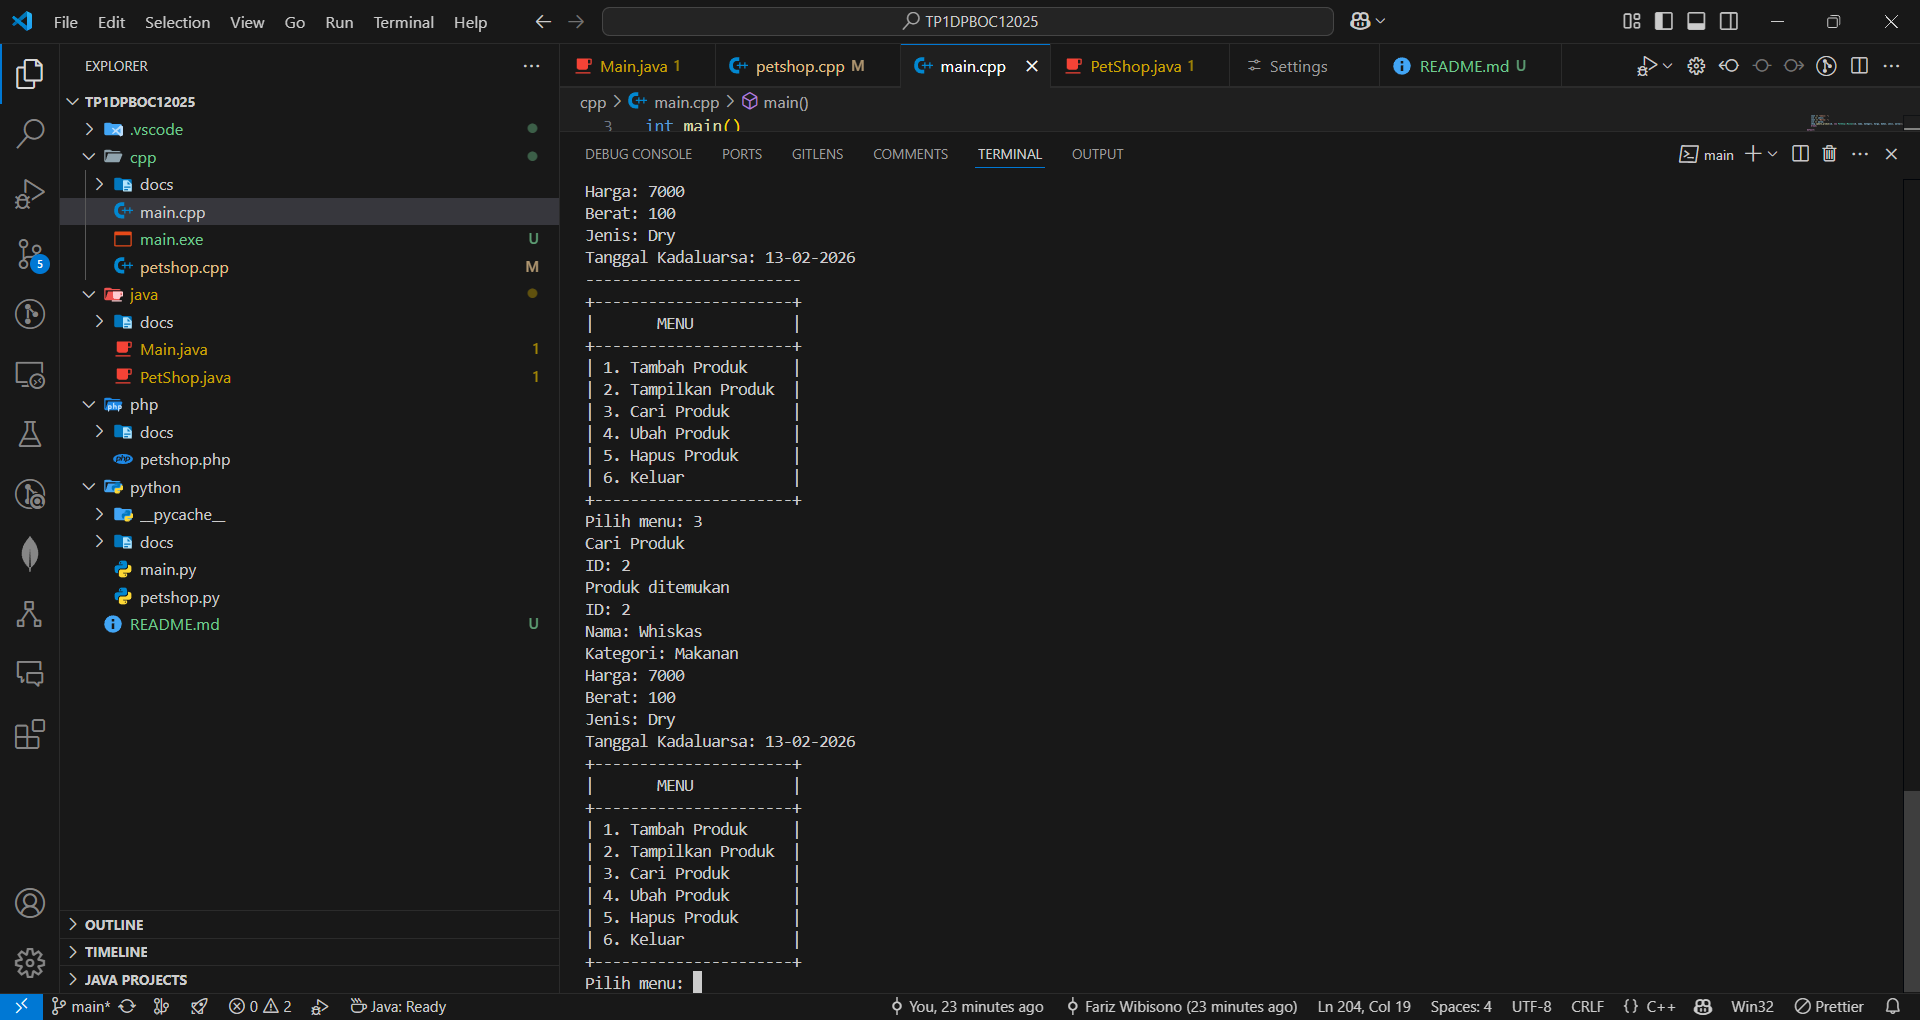 File Edit Selection View Go Run Terminal Help
TP1DPBOC12025
EXPLORER
TP1DPBOC12025
.vscode
cpp
docs
main.cpp
main.exe U
petshop.cpp M
java
docs
Main.java 1
PetShop.java 1
php
docs
petshop.php
python
__pycache__
docs
main.py
petshop.py
README.md U
OUTLINE
TIMELINE
JAVA PROJECTS
5
Main.java 1 petshop.cpp M main.cpp PetShop.java 1 Settings README.md U
cpp > main.cpp > main()
3 int main()
DEBUG CONSOLE PORTS GITLENS COMMENTS TERMINAL OUTPUT
main
Harga: 7000
Berat: 100
Jenis: Dry
Tanggal Kadaluarsa: 13-02-2026
------------------------
+----------------------+
| MENU |
+----------------------+
| 1. Tambah Produk |
| 2. Tampilkan Produk |
| 3. Cari Produk |
| 4. Ubah Produk |
| 5. Hapus Produk |
| 6. Keluar |
+----------------------+
Pilih menu: 3
Cari Produk
ID: 2
Produk ditemukan
ID: 2
Nama: Whiskas
Kategori: Makanan
Harga: 7000
Berat: 100
Jenis: Dry
Tanggal Kadaluarsa: 13-02-2026
+----------------------+
| MENU |
+----------------------+
| 1. Tambah Produk |
| 2. Tampilkan Produk |
| 3. Cari Produk |
| 4. Ubah Produk |
| 5. Hapus Produk |
| 6. Keluar |
+----------------------+
Pilih menu:
main* 0 2 Java: Ready You, 23 minutes ago Fariz Wibisono (23 minutes ago) Ln 204, Col 19 Spaces: 4 UTF-8 CRLF {} C++ Win32 Prettier